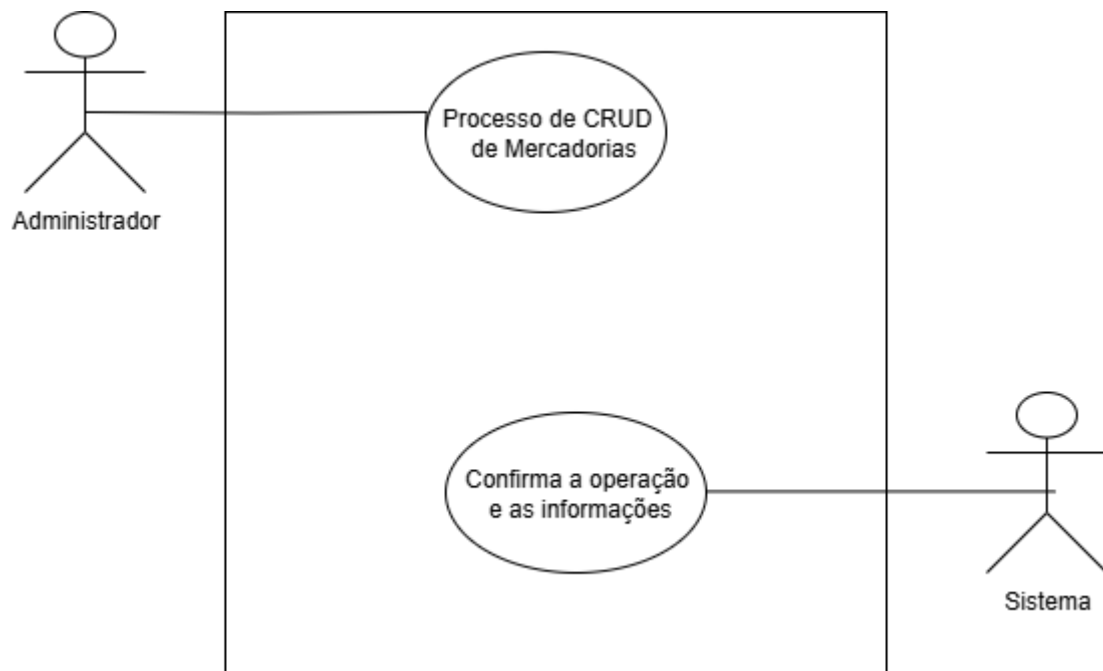 Processo de CRUD
de Mercadorias
Administrador
Confirma a operação
e as informações
Sistema